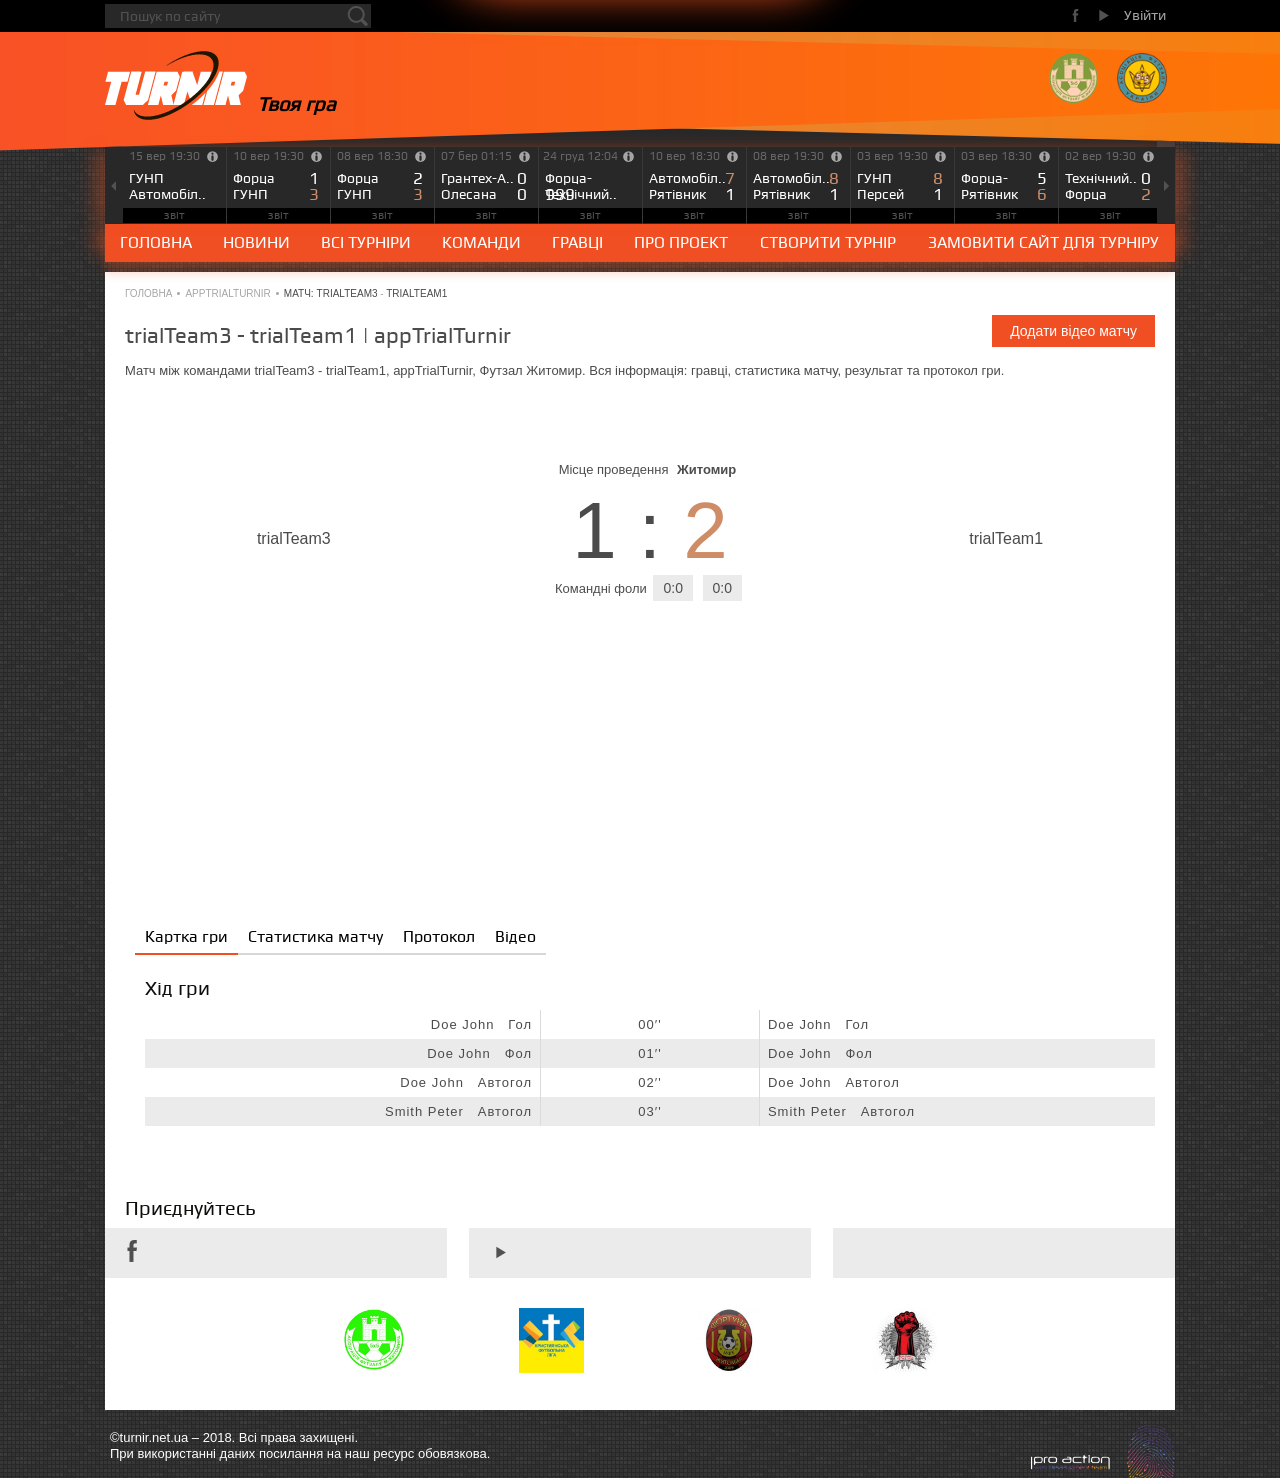 Пошук по сайту
Увійти
TURNIR
Твоя гра
15 вер 19:30
ГУНП
Автомобіл..
звіт
10 вер 19:30
Форца 1
ГУНП 3
звіт
08 вер 18:30
Форца 2
ГУНП 3
звіт
07 бер 01:15
Грантех-А.. 0
Олесана 0
звіт
24 груд 12:04
Форца-
999
Технічний..
звіт
10 вер 18:30
Автомобіл.. 7
Рятівник 1
звіт
08 вер 19:30
Автомобіл.. 8
Рятівник 1
звіт
03 вер 19:30
ГУНП 8
Персей 1
звіт
03 вер 18:30
Форца- 5
Рятівник 6
звіт
02 вер 19:30
Технічний.. 0
Форца 2
звіт
ГОЛОВНА НОВИНИ ВСІ ТУРНІРИ КОМАНДИ ГРАВЦІ ПРО ПРОЕКТ СТВОРИТИ ТУРНІР ЗАМОВИТИ САЙТ ДЛЯ ТУРНІРУ
ГОЛОВНА • APPTRIALTURNIR • МАТЧ: TRIALTEAM3 - TRIALTEAM1
trialTeam3 - trialTeam1 | appTrialTurnir
Додати відео матчу
Матч між командами trialTeam3 - trialTeam1, appTrialTurnir, Футзал Житомир. Вся інформація: гравці, статистика матчу, результат та протокол гри.
Місце проведення Житомир
trialTeam3
1 : 2
trialTeam1
Командні фоли 0:0 0:0
Картка гри Статистика матчу Протокол Відео
Хід гри
Doe John Гол 00′′ Doe John Гол
Doe John Фол 01′′ Doe John Фол
Doe John Автогол 02′′ Doe John Автогол
Smith Peter Автогол 03′′ Smith Peter Автогол
Приєднуйтесь
ХРИСТИЯНСЬКА
ФУТБОЛЬНА
ЛІГА
ФОРТУНА
©turnir.net.ua – 2018. Всі права захищені.
При використанні даних посилання на наш ресурс обовязкова.
pro action